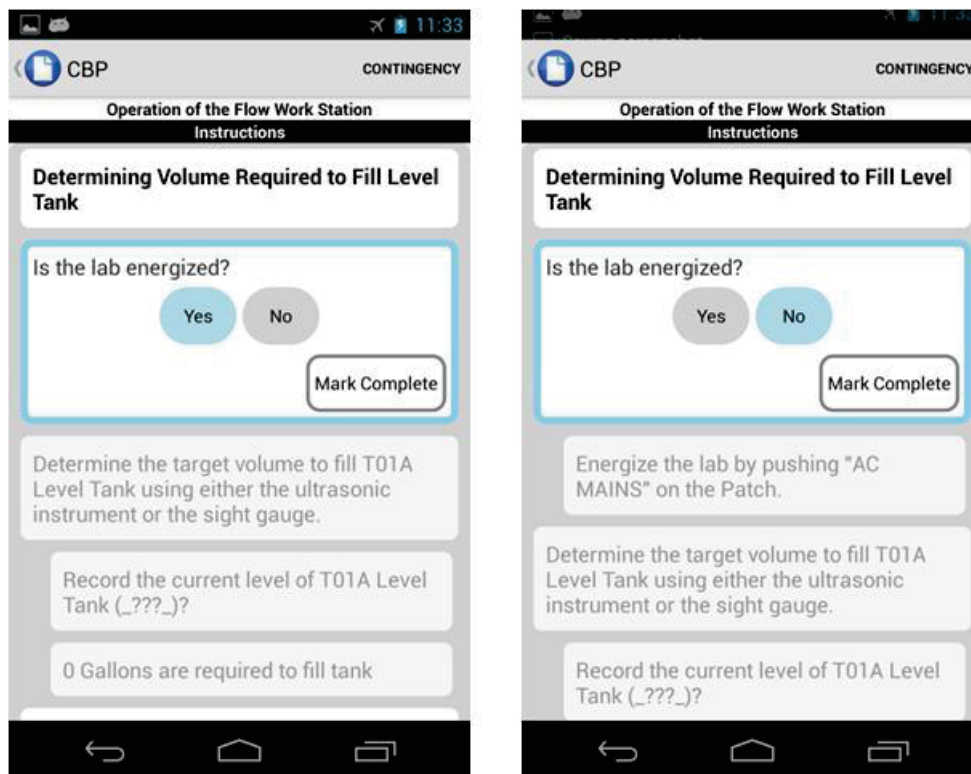 11:33
CBP
CONTINGENCY
Operation of the Flow Work Station
Instructions
Determining Volume Required to Fill Level
Tank
Is the lab energized?
Yes
No
Mark Complete
Determine the target volume to fill T01A
Level Tank using either the ultrasonic
instrument or the sight gauge.
Record the current level of T01A Level
Tank (_???_)?
0 Gallons are required to fill tank
CBP
CONTINGENCY
Operation of the Flow Work Station
Instructions
Determining Volume Required to Fill Level
Tank
Is the lab energized?
Yes
No
Mark Complete
Energize the lab by pushing "AC
MAINS" on the Patch.
Determine the target volume to fill T01A
Level Tank using either the ultrasonic
instrument or the sight gauge.
Record the current level of T01A Level
Tank (_???_)?